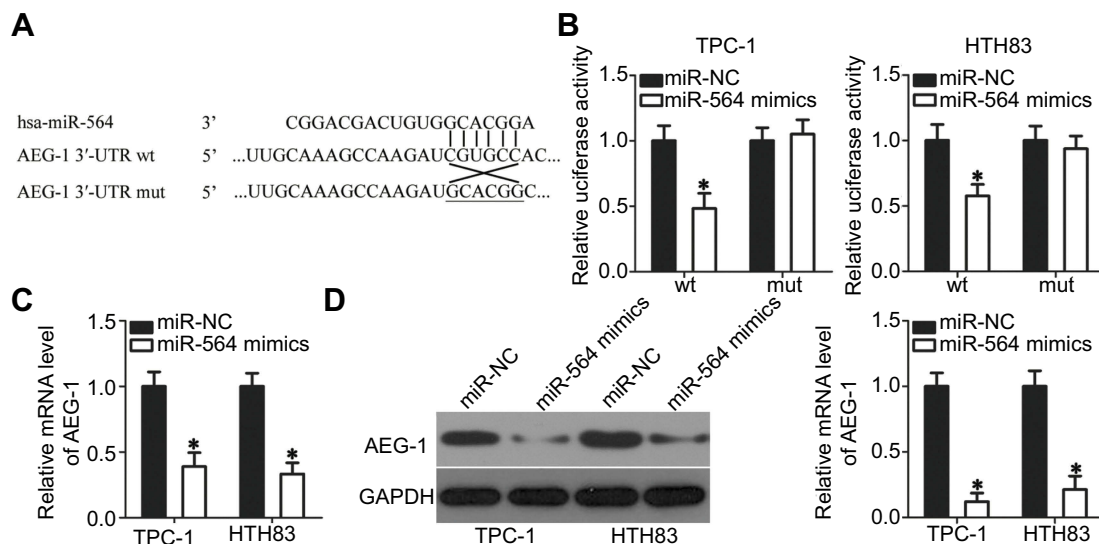 A
hsa-miR-564 3’ CGGACGACUGUGGCACGGA
AEG-1 3′-UTR wt 5’ ...UUGCAAAGCCAAGAUCGUGCCAC...
AEG-1 3′-UTR mut 5’ ...UUGCAAAGCCAAGAUGCACGGC...
B
TPC-1
Relative uciferase activity
1.5
1.0
0.5
0.0
miR-NC
miR-564 mimics
*
wt mut
HTH83
Relative uciferase activity
1.5
1.0
0.5
0.0
miR-NC
miR-564 mimics
*
wt mut
C
Relative mRNA level
of AEG-1
1.5
1.0
0.5
0.0
miR-NC
miR-564 mimics
* *
TPC-1 HTH83
D
miR-NC
miR-564 mimics
miR-NC
miR-564 mimics
AEG-1
GAPDH
TPC-1 HTH83
Relative mRNA level
of AEG-1
1.5
1.0
0.5
0.0
miR-NC
miR-564 mimics
* *
TPC-1 HTH83